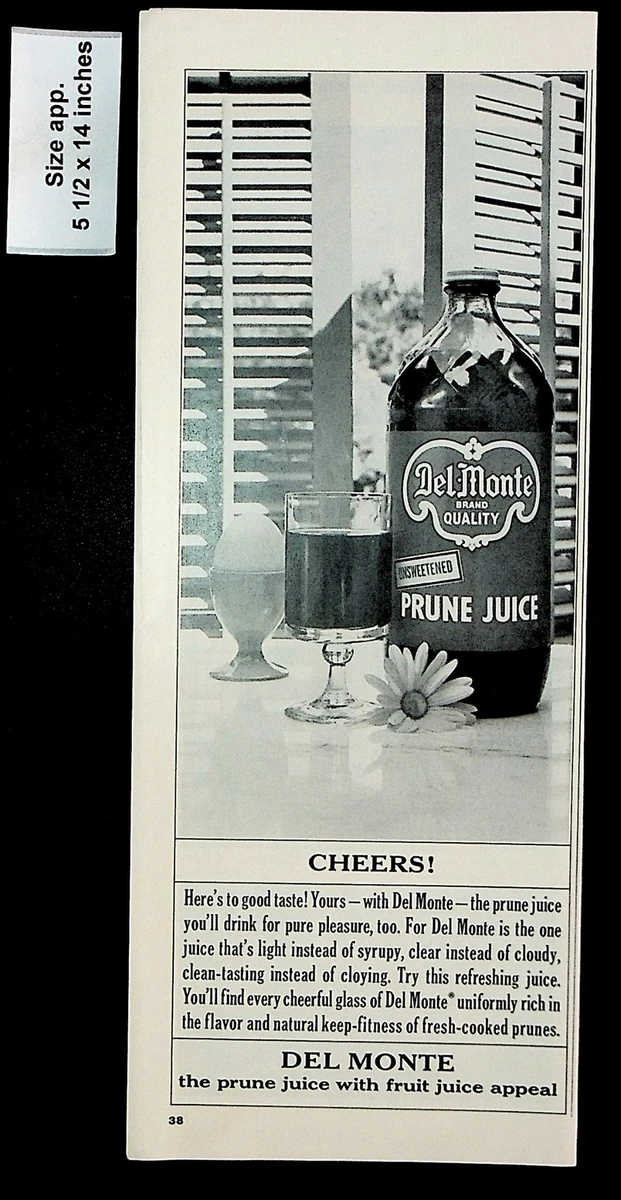 Size app.
5 1/2 x 14 inches
Del Monte
BRAND
QUALITY
UNSWEETENED
PRUNE JUICE
CHEERS!
Here's to good taste! Yours—with Del Monte—the prune juice
you'll drink for pure pleasure, too. For Del Monte is the one
juice that's light instead of syrupy, clear instead of cloudy,
clean-tasting instead of cloying. Try this refreshing juice.
You'll find every cheerful glass of Del Monte® uniformly rich in
the flavor and natural keep-fitness of fresh-cooked prunes.
DEL MONTE
the prune juice with fruit juice appeal
38